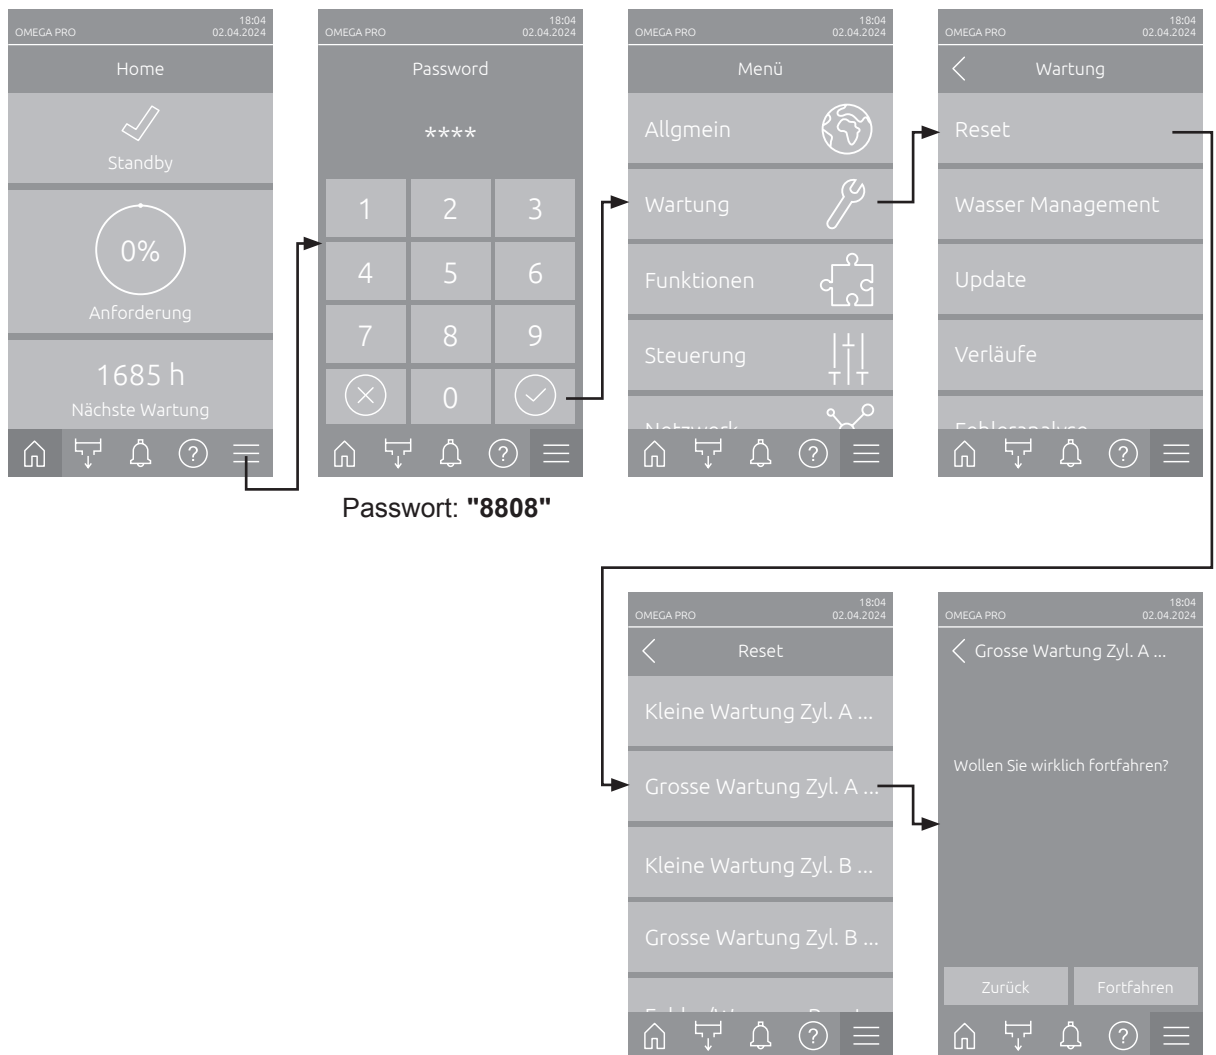 18:04
OMEGA PRO 02.04.2024
Home
Standby
0%
Anforderung
1685 h
Nächste Wartung
?
18:04
OMEGA PRO 02.04.2024
Password
****
1 2 3
4 5 6
7 8 9
0
?
Passwort: "8808"
18:04
OMEGA PRO 02.04.2024
Menü
Allgmein
Wartung
Funktionen
Steuerung
Netzwerk
?
18:04
OMEGA PRO 02.04.2024
Wartung
Reset
Wasser Management
Update
Verläufe
Fehleranalyse
?
18:04
OMEGA PRO 02.04.2024
Reset
Kleine Wartung Zyl. A ...
Grosse Wartung Zyl. A ...
Kleine Wartung Zyl. B ...
Grosse Wartung Zyl. B ...
?
18:04
OMEGA PRO 02.04.2024
Grosse Wartung Zyl. A ...
Wollen Sie wirklich fortfahren?
Zurück Fortfahren
?